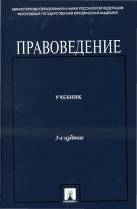 МИНИСТЕРСТВО ОБРАЗОВАНИЯ И НАУКИ РОССИЙСКОЙ ФЕДЕРАЦИИ
МОСКОВСКАЯ ГОСУДАРСТВЕННАЯ ЮРИДИЧЕСКАЯ АКАДЕМИЯ
ПРАВОВЕДЕНИЕ
УЧЕБНИК
3-е издание